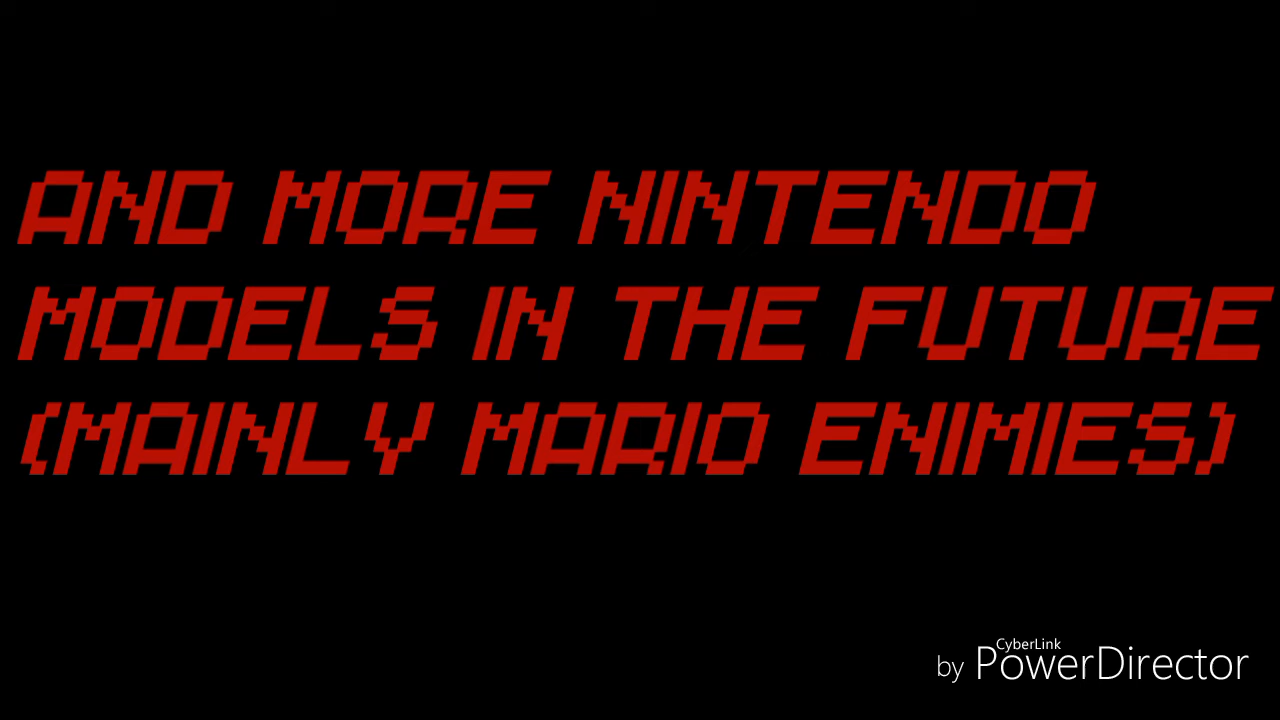 AND MORE NINTENDO
MODELS IN THE FUTURE
(MAINLY MARIO ENIMIES)
CyberLink
by PowerDirector